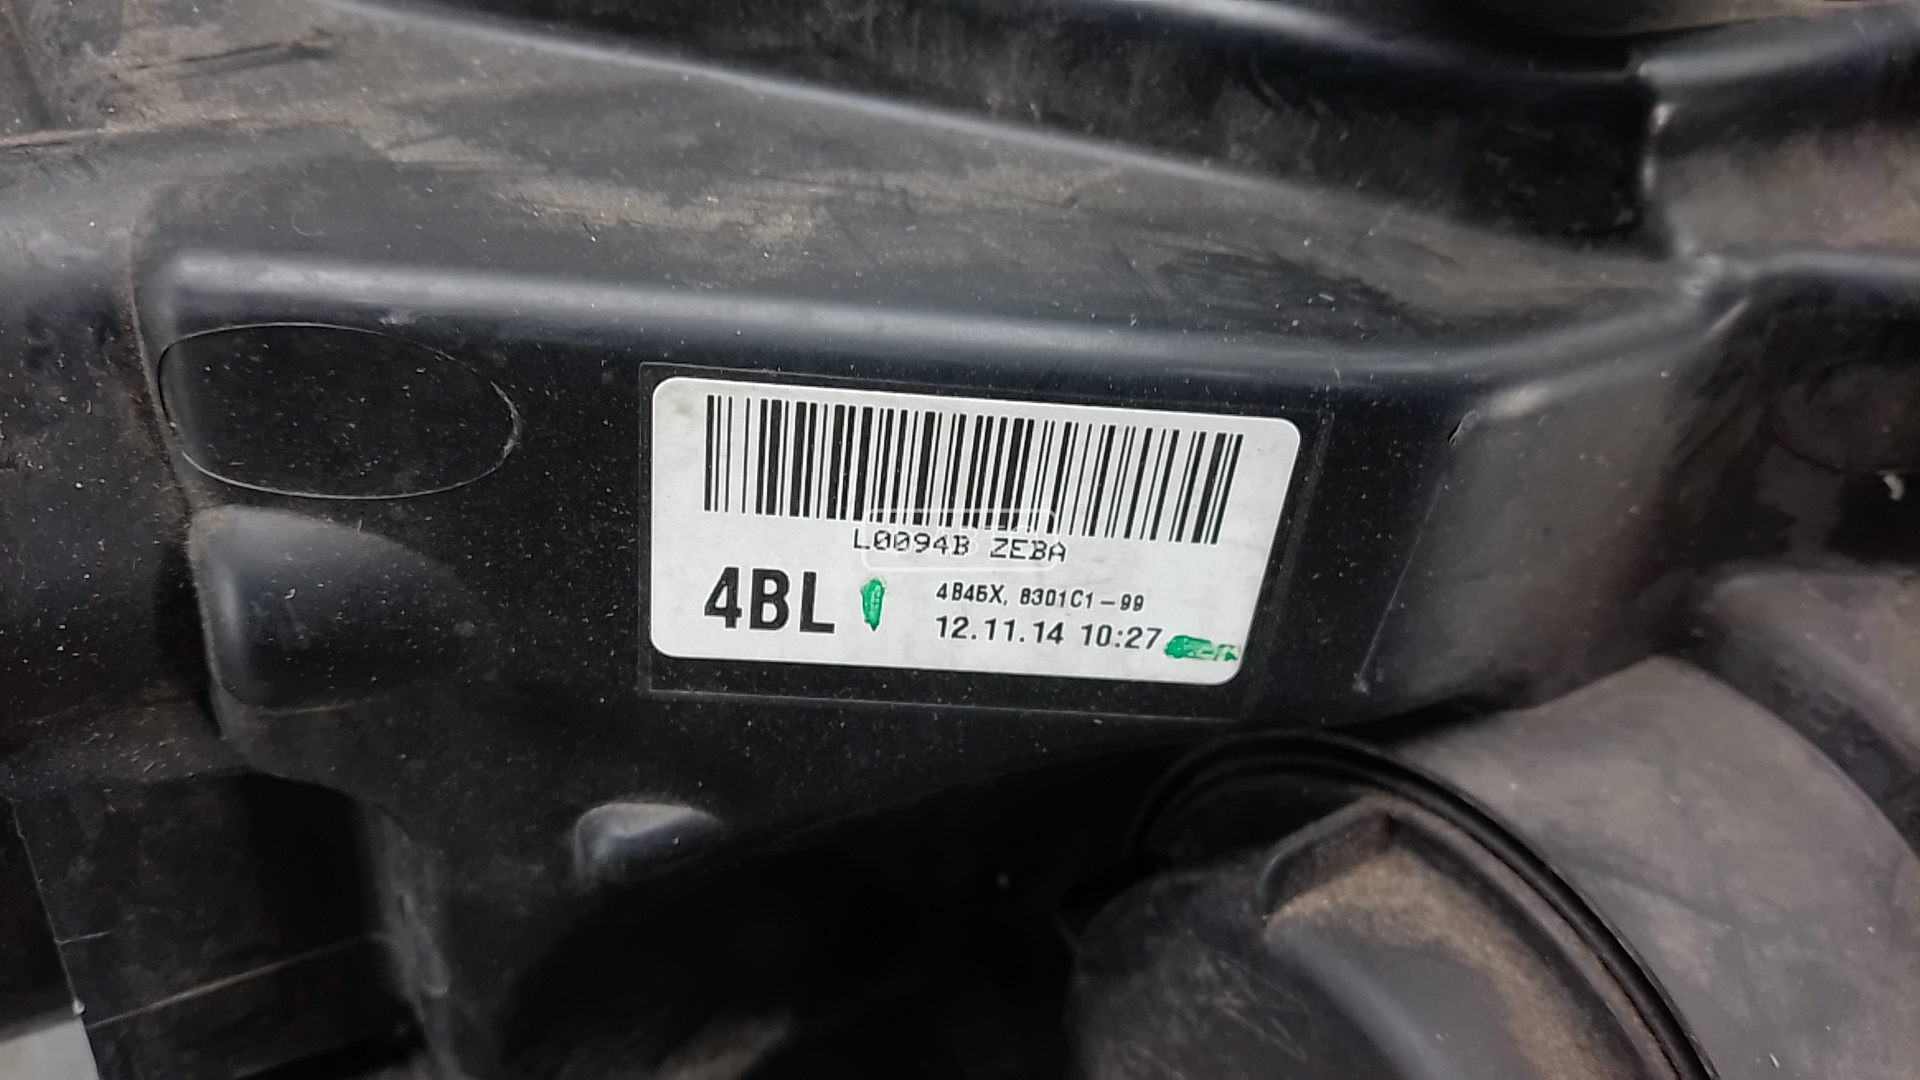 L0094B ZEBA
4BL
4B45X, 8301C1-99
12.11.14 10:27